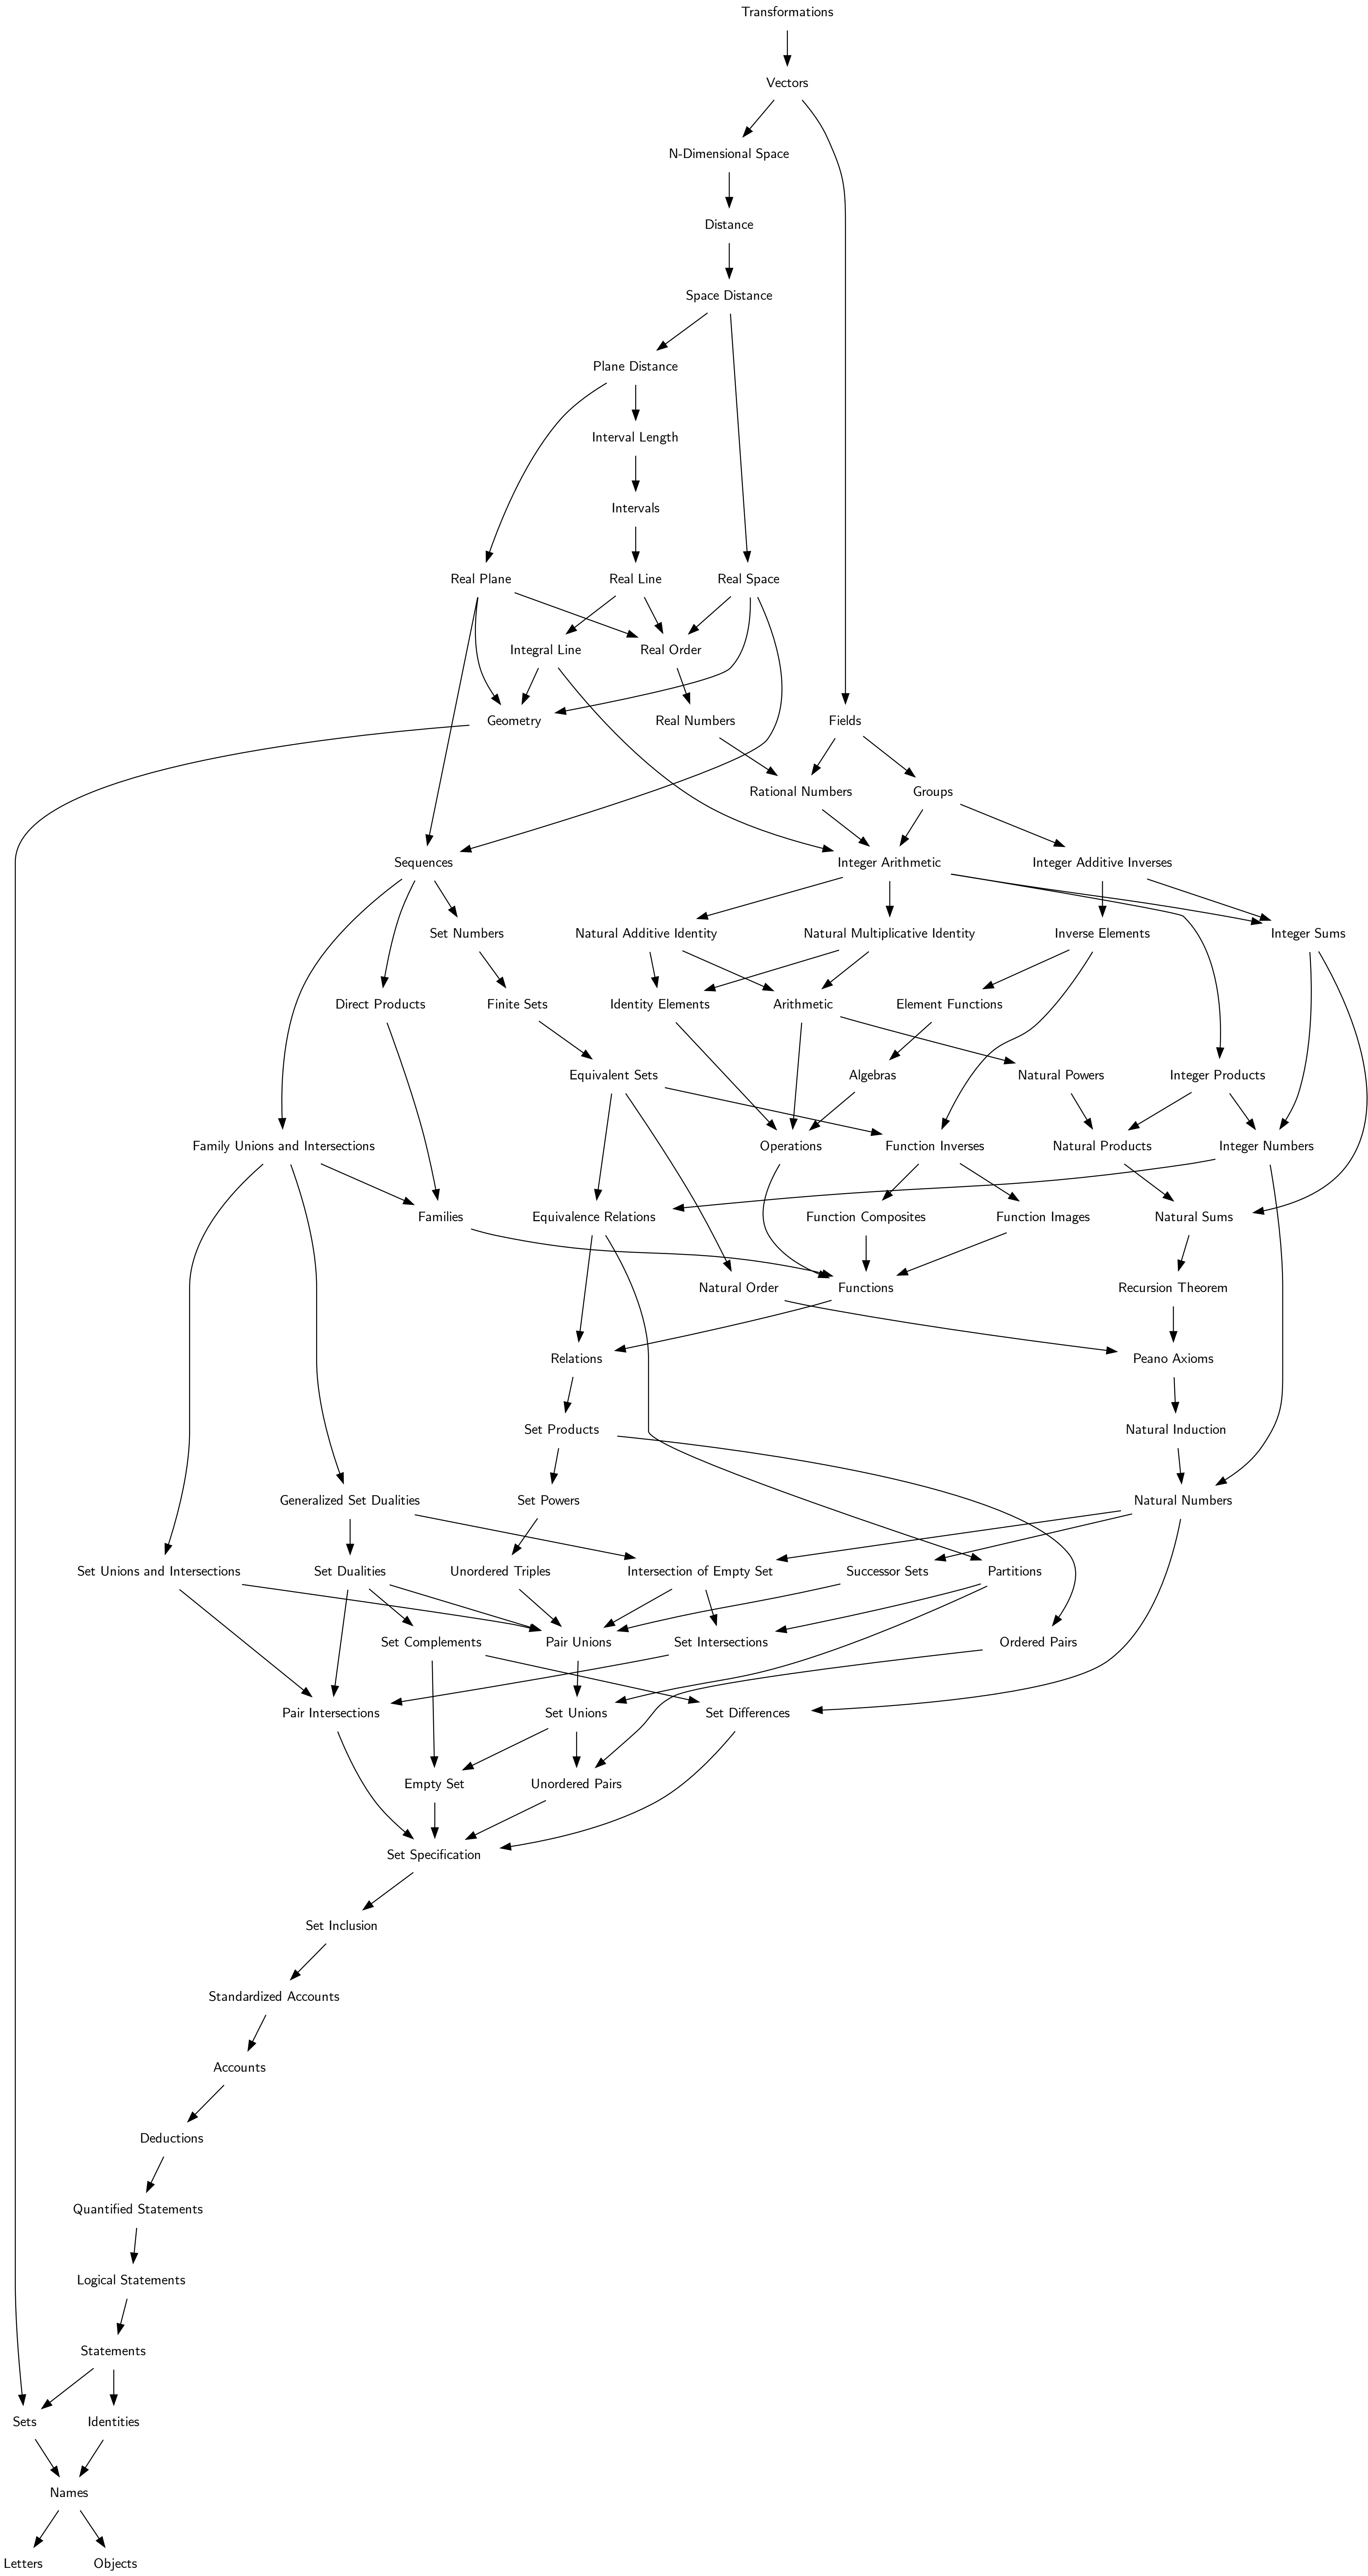 Transformations
Vectors
N-Dimensional Space
Distance
Space Distance
Plane Distance
Interval Length
Intervals
Real Plane
Real Line
Real Space
Integral Line
Real Order
Geometry
Real Numbers
Fields
Rational Numbers
Groups
Sequences
Integer Arithmetic
Integer Additive Inverses
Set Numbers
Natural Additive Identity
Natural Multiplicative Identity
Inverse Elements
Integer Sums
Direct Products
Finite Sets
Identity Elements
Arithmetic
Element Functions
Equivalent Sets
Algebras
Natural Powers
Integer Products
Family Unions and Intersections
Operations
Function Inverses
Natural Products
Integer Numbers
Families
Equivalence Relations
Function Composites
Function Images
Natural Sums
Natural Order
Functions
Recursion Theorem
Relations
Peano Axioms
Set Products
Natural Induction
Generalized Set Dualities
Set Powers
Natural Numbers
Set Unions and Intersections
Set Dualities
Unordered Triples
Intersection of Empty Set
Successor Sets
Partitions
Set Complements
Pair Unions
Set Intersections
Ordered Pairs
Pair Intersections
Set Unions
Set Differences
Empty Set
Unordered Pairs
Set Specification
Set Inclusion
Standardized Accounts
Accounts
Deductions
Quantified Statements
Logical Statements
Statements
Sets
Identities
Names
Letters
Objects